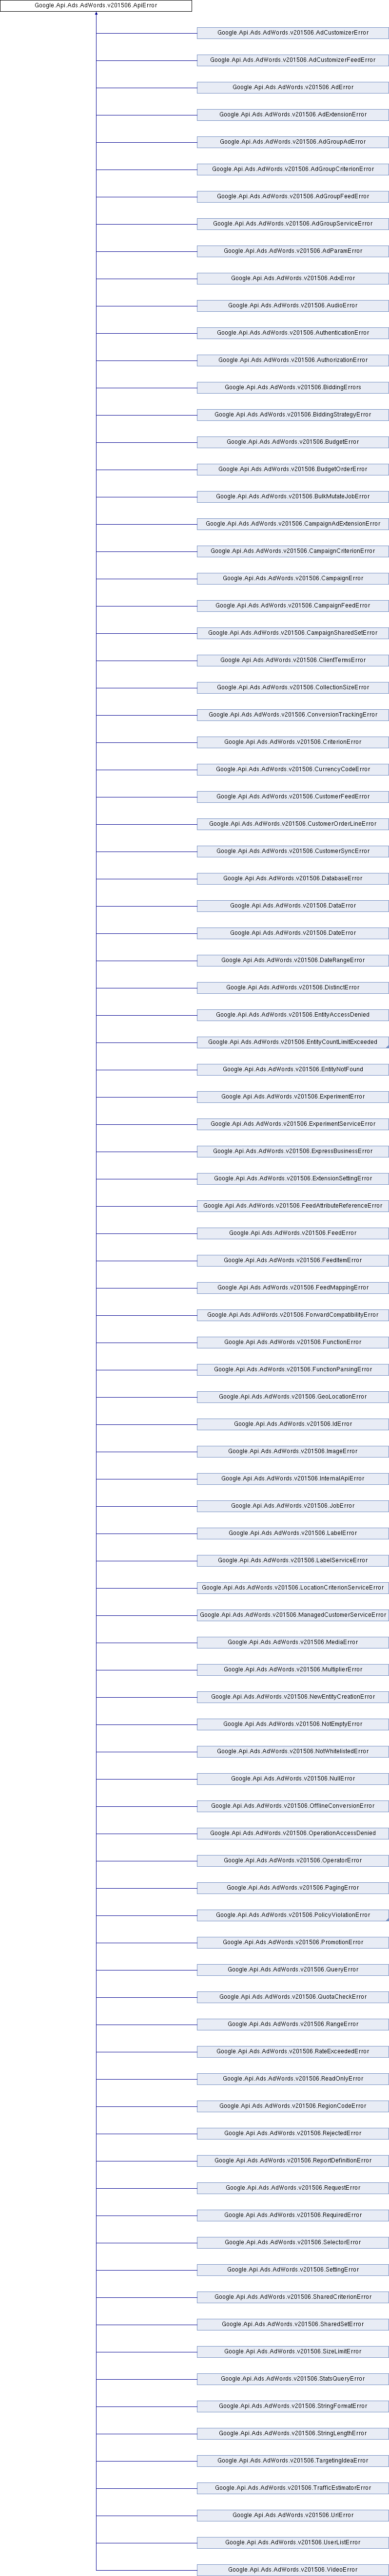 Google.Api.Ads.AdWords.v201506.ApiError
Google.Api.Ads.AdWords.v201506.AdCustomizerError
Google.Api.Ads.AdWords.v201506.AdCustomizerFeedError
Google.Api.Ads.AdWords.v201506.AdError
Google.Api.Ads.AdWords.v201506.AdExtensionError
Google.Api.Ads.AdWords.v201506.AdGroupAdError
Google.Api.Ads.AdWords.v201506.AdGroupCriterionError
Google.Api.Ads.AdWords.v201506.AdGroupFeedError
Google.Api.Ads.AdWords.v201506.AdGroupServiceError
Google.Api.Ads.AdWords.v201506.AdParamError
Google.Api.Ads.AdWords.v201506.AdxError
Google.Api.Ads.AdWords.v201506.AudioError
Google.Api.Ads.AdWords.v201506.AuthenticationError
Google.Api.Ads.AdWords.v201506.AuthorizationError
Google.Api.Ads.AdWords.v201506.BiddingErrors
Google.Api.Ads.AdWords.v201506.BiddingStrategyError
Google.Api.Ads.AdWords.v201506.BudgetError
Google.Api.Ads.AdWords.v201506.BudgetOrderError
Google.Api.Ads.AdWords.v201506.BulkMutateJobError
Google.Api.Ads.AdWords.v201506.CampaignAdExtensionError
Google.Api.Ads.AdWords.v201506.CampaignCriterionError
Google.Api.Ads.AdWords.v201506.CampaignError
Google.Api.Ads.AdWords.v201506.CampaignFeedError
Google.Api.Ads.AdWords.v201506.CampaignSharedSetError
Google.Api.Ads.AdWords.v201506.ClientTermsError
Google.Api.Ads.AdWords.v201506.CollectionSizeError
Google.Api.Ads.AdWords.v201506.ConversionTrackingError
Google.Api.Ads.AdWords.v201506.CriterionError
Google.Api.Ads.AdWords.v201506.CurrencyCodeError
Google.Api.Ads.AdWords.v201506.CustomerFeedError
Google.Api.Ads.AdWords.v201506.CustomerOrderLineError
Google.Api.Ads.AdWords.v201506.CustomerSyncError
Google.Api.Ads.AdWords.v201506.DatabaseError
Google.Api.Ads.AdWords.v201506.DataError
Google.Api.Ads.AdWords.v201506.DateError
Google.Api.Ads.AdWords.v201506.DateRangeError
Google.Api.Ads.AdWords.v201506.DistinctError
Google.Api.Ads.AdWords.v201506.EntityAccessDenied
Google.Api.Ads.AdWords.v201506.EntityCountLimitExceeded
Google.Api.Ads.AdWords.v201506.EntityNotFound
Google.Api.Ads.AdWords.v201506.ExperimentError
Google.Api.Ads.AdWords.v201506.ExperimentServiceError
Google.Api.Ads.AdWords.v201506.ExpressBusinessError
Google.Api.Ads.AdWords.v201506.ExtensionSettingError
Google.Api.Ads.AdWords.v201506.FeedAttributeReferenceError
Google.Api.Ads.AdWords.v201506.FeedError
Google.Api.Ads.AdWords.v201506.FeedItemError
Google.Api.Ads.AdWords.v201506.FeedMappingError
Google.Api.Ads.AdWords.v201506.ForwardCompatibilityError
Google.Api.Ads.AdWords.v201506.FunctionError
Google.Api.Ads.AdWords.v201506.FunctionParsingError
Google.Api.Ads.AdWords.v201506.GeoLocationError
Google.Api.Ads.AdWords.v201506.IdError
Google.Api.Ads.AdWords.v201506.ImageError
Google.Api.Ads.AdWords.v201506.InternalApiError
Google.Api.Ads.AdWords.v201506.JobError
Google.Api.Ads.AdWords.v201506.LabelError
Google.Api.Ads.AdWords.v201506.LabelServiceError
Google.Api.Ads.AdWords.v201506.LocationCriterionServiceError
Google.Api.Ads.AdWords.v201506.ManagedCustomerServiceError
Google.Api.Ads.AdWords.v201506.MediaError
Google.Api.Ads.AdWords.v201506.MultiplierError
Google.Api.Ads.AdWords.v201506.NewEntityCreationError
Google.Api.Ads.AdWords.v201506.NotEmptyError
Google.Api.Ads.AdWords.v201506.NotWhitelistedError
Google.Api.Ads.AdWords.v201506.NullError
Google.Api.Ads.AdWords.v201506.OfflineConversionError
Google.Api.Ads.AdWords.v201506.OperationAccessDenied
Google.Api.Ads.AdWords.v201506.OperatorError
Google.Api.Ads.AdWords.v201506.PagingError
Google.Api.Ads.AdWords.v201506.PolicyViolationError
Google.Api.Ads.AdWords.v201506.PromotionError
Google.Api.Ads.AdWords.v201506.QueryError
Google.Api.Ads.AdWords.v201506.QuotaCheckError
Google.Api.Ads.AdWords.v201506.RangeError
Google.Api.Ads.AdWords.v201506.RateExceededError
Google.Api.Ads.AdWords.v201506.ReadOnlyError
Google.Api.Ads.AdWords.v201506.RegionCodeError
Google.Api.Ads.AdWords.v201506.RejectedError
Google.Api.Ads.AdWords.v201506.ReportDefinitionError
Google.Api.Ads.AdWords.v201506.RequestError
Google.Api.Ads.AdWords.v201506.RequiredError
Google.Api.Ads.AdWords.v201506.SelectorError
Google.Api.Ads.AdWords.v201506.SettingError
Google.Api.Ads.AdWords.v201506.SharedCriterionError
Google.Api.Ads.AdWords.v201506.SharedSetError
Google.Api.Ads.AdWords.v201506.SizeLimitError
Google.Api.Ads.AdWords.v201506.StatsQueryError
Google.Api.Ads.AdWords.v201506.StringFormatError
Google.Api.Ads.AdWords.v201506.StringLengthError
Google.Api.Ads.AdWords.v201506.TargetingIdeaError
Google.Api.Ads.AdWords.v201506.TrafficEstimatorError
Google.Api.Ads.AdWords.v201506.UrlError
Google.Api.Ads.AdWords.v201506.UserListError
Google.Api.Ads.AdWords.v201506.VideoError